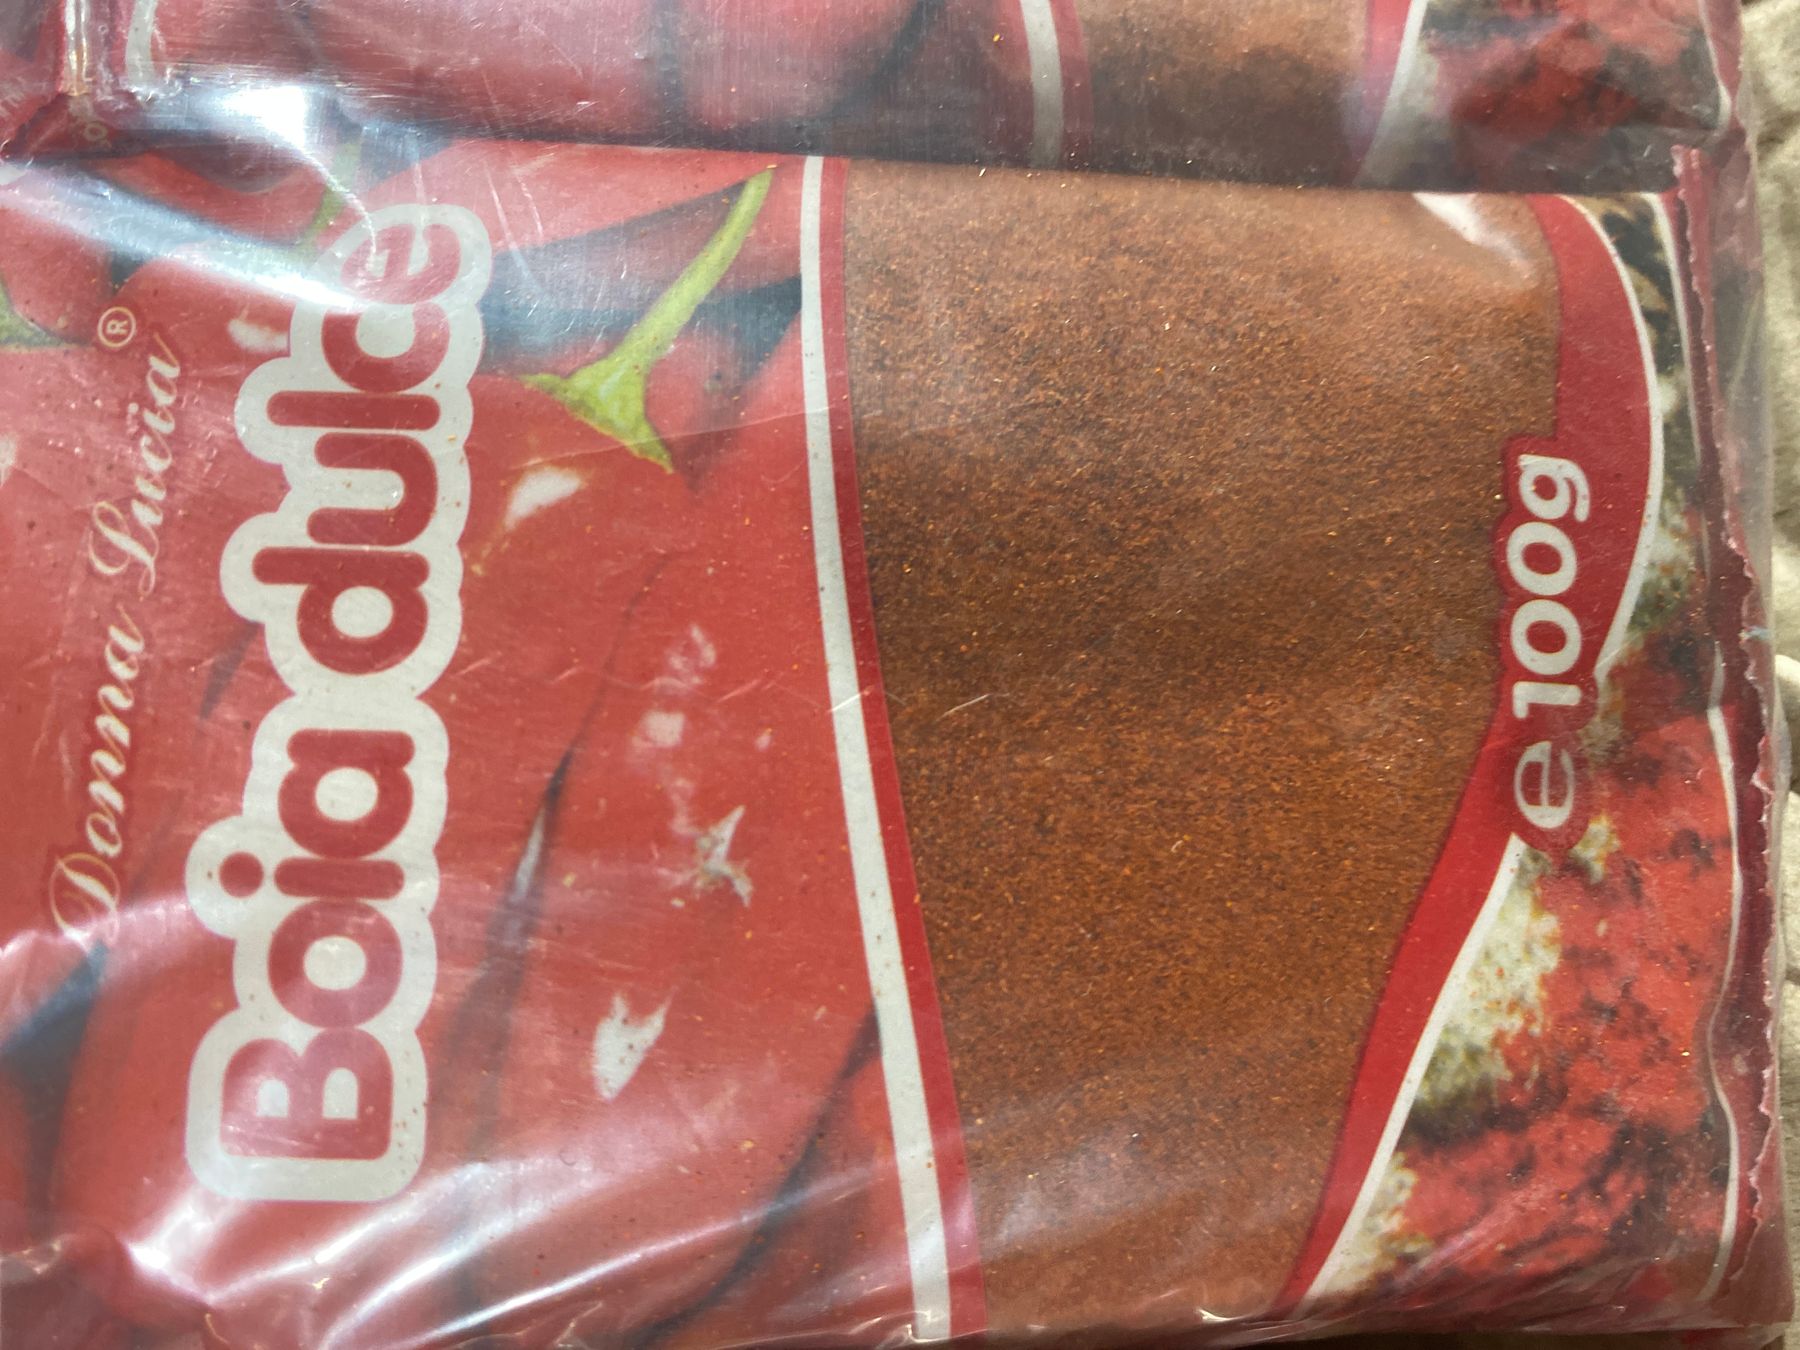 Donna Lucia®
Boia dulce
e 100g